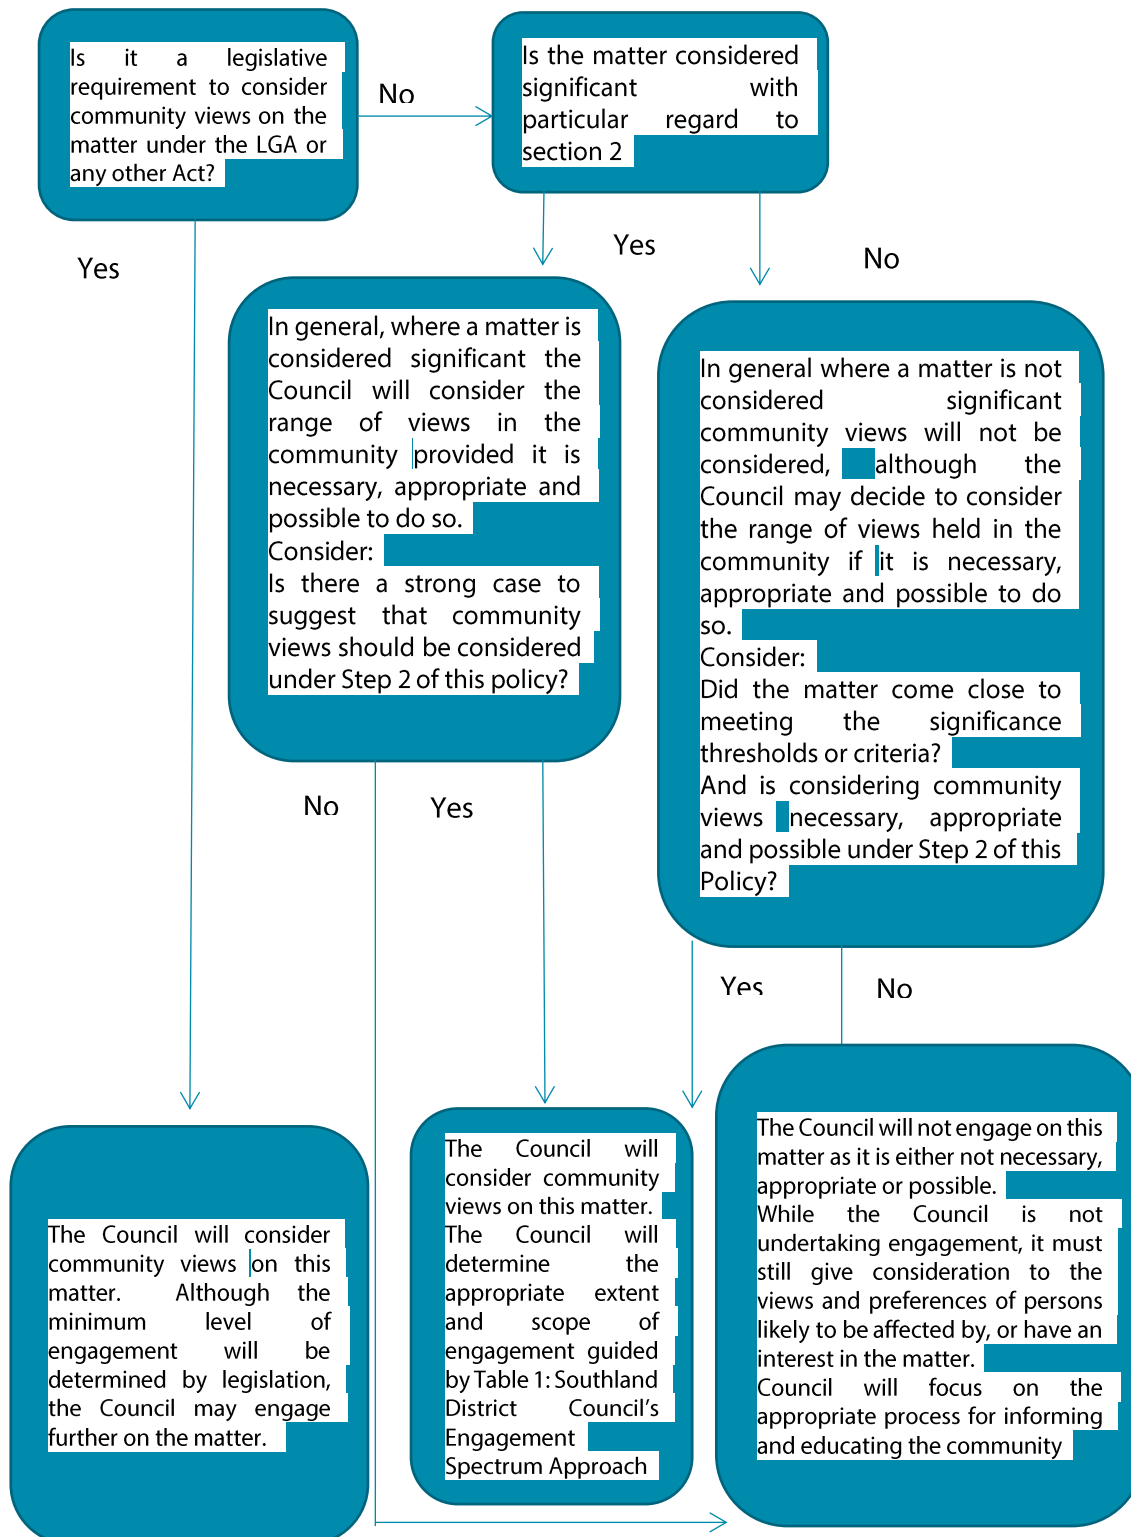 Is it a legislative
requirement to consider
community views on the
matter under the LGA or
any other Act?
No
Is the matter considered
significant with
particular regard to
section 2
Yes
Yes
No
In general, where a matter is
considered significant the
Council will consider the
range of views in the
community provided it is
necessary, appropriate and
possible to do so.
Consider:
Is there a strong case to
suggest that community
views should be considered
under Step 2 of this policy?
In general where a matter is not
considered significant
community views will not be
considered, although the
Council may decide to consider
the range of views held in the
community if it is necessary,
appropriate and possible to do
so.
Consider:
Did the matter come close to
meeting the significance
thresholds or criteria?
And is considering community
views necessary, appropriate
and possible under Step 2 of this
Policy?
No
Yes
Yes
No
The Council will consider
community views on this
matter. Although the
minimum level of
engagement will be
determined by legislation,
the Council may engage
further on the matter.
The Council will
consider community
views on this matter.
The Council will
determine the
appropriate extent
and scope of
engagement guided
by Table 1: Southland
District Council's
Engagement
Spectrum Approach
The Council will not engage on this
matter as it is either not necessary,
appropriate or possible.
While the Council is not
undertaking engagement, it must
still give consideration to the
views and preferences of persons
likely to be affected by, or have an
interest in the matter.
Council will focus on the
appropriate process for informing
and educating the community